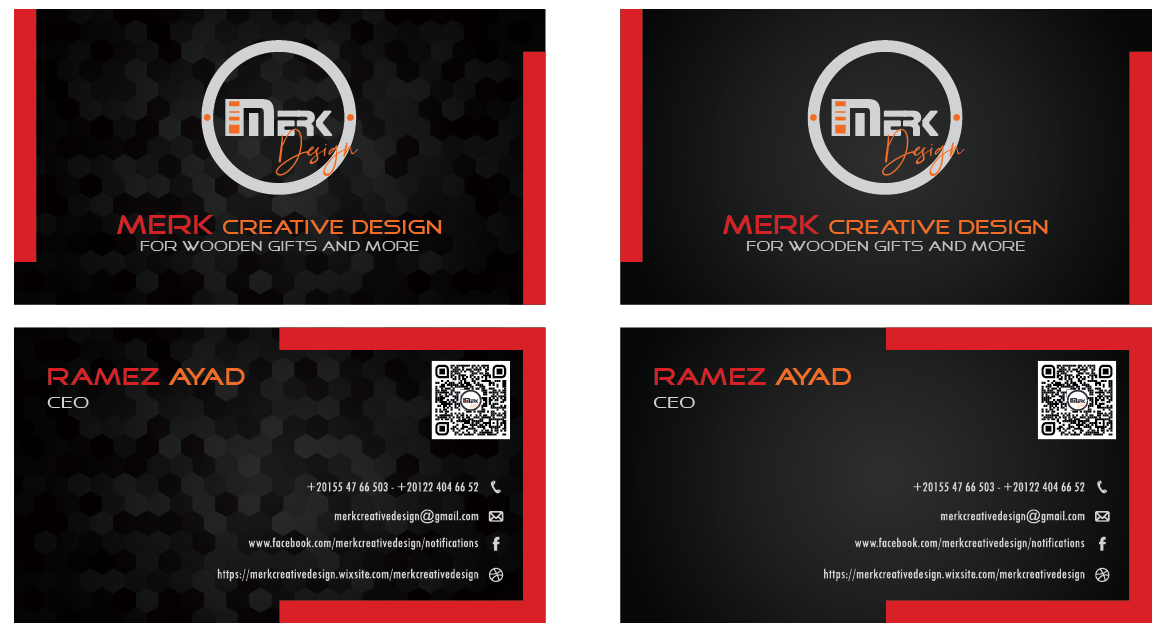 MERK
Design
MERK CREATIVE DESIGN
FOR WOODEN GIFTS AND MORE
MERK
Design
MERK CREATIVE DESIGN
FOR WOODEN GIFTS AND MORE
RAMEZ AYAD
CEO
MERK
+20155 47 66 503 - +20122 404 66 52
merkcreativedesign@gmail.com
www.facebook.com/merkcreativedesign/notifications
https://merkcreativedesign.wixsite.com/merkcreativedesign
RAMEZ AYAD
CEO
MERK
+20155 47 66 503 - +20122 404 66 52
merkcreativedesign@gmail.com
www.facebook.com/merkcreativedesign/notifications
https://merkcreativedesign.wixsite.com/merkcreativedesign